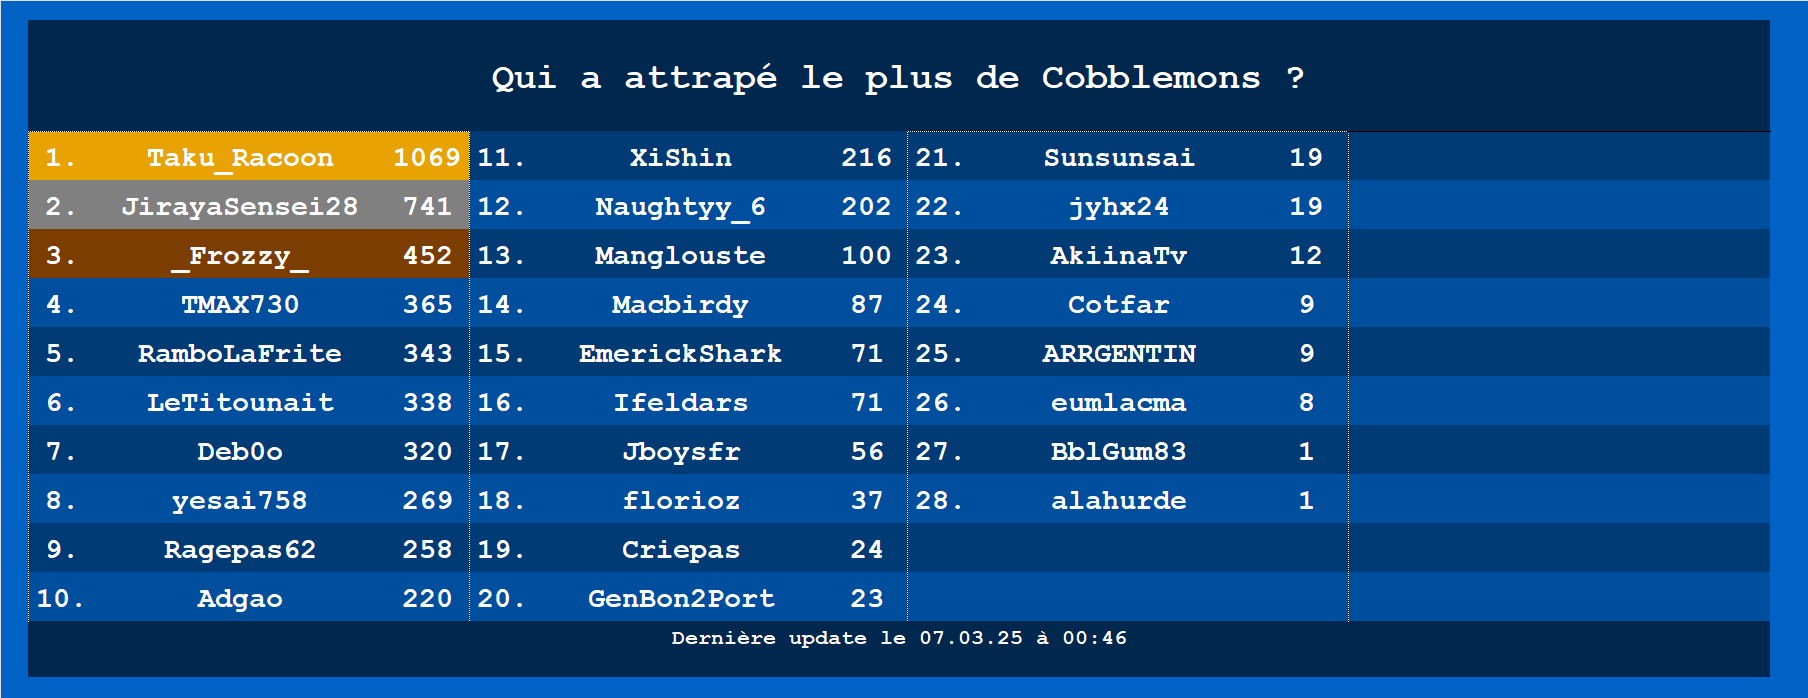 Qui a attrapé le plus de Cobblemons ?
1. Taku_Racoon 1069
2. JirayaSensei28 741
3. _Frozzy_ 452
4. TMAX730 365
5. RamboLaFrite 343
6. LeTitounait 338
7. Deb0o 320
8. yesai758 269
9. Ragepas62 258
10. Adgao 220
11. XiShin 216
12. Naughtyy_6 202
13. Manglouste 100
14. Macbirdy 87
15. EmerickShark 71
16. Ifeldars 71
17. Jboysfr 56
18. florioz 37
19. Criepas 24
20. GenBon2Port 23
21. Sunsunsai 19
22. jyhx24 19
23. AkiinaTv 12
24. Cotfar 9
25. ARRGENTIN 9
26. eumlacma 8
27. BblGum83 1
28. alahurde 1
Dernière update le 07.03.25 à 00:46